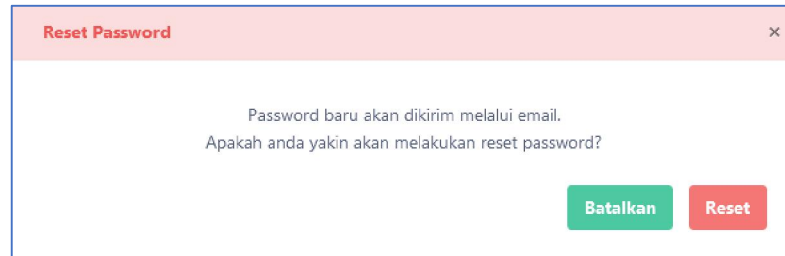 Reset Password
×
Password baru akan dikirim melalui email.
Apakah anda yakin akan melakukan reset password?
Batalkan Reset